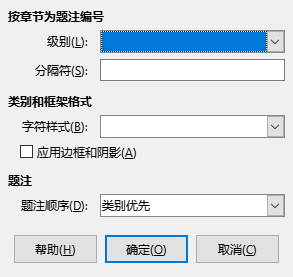 按章节为题注编号
级别(L):
分隔符(S):
类别和框架格式
字符样式(B):
应用边框和阴影(A)
题注
题注顺序(D): 类别优先
帮助(H) 确定(O) 取消(C)